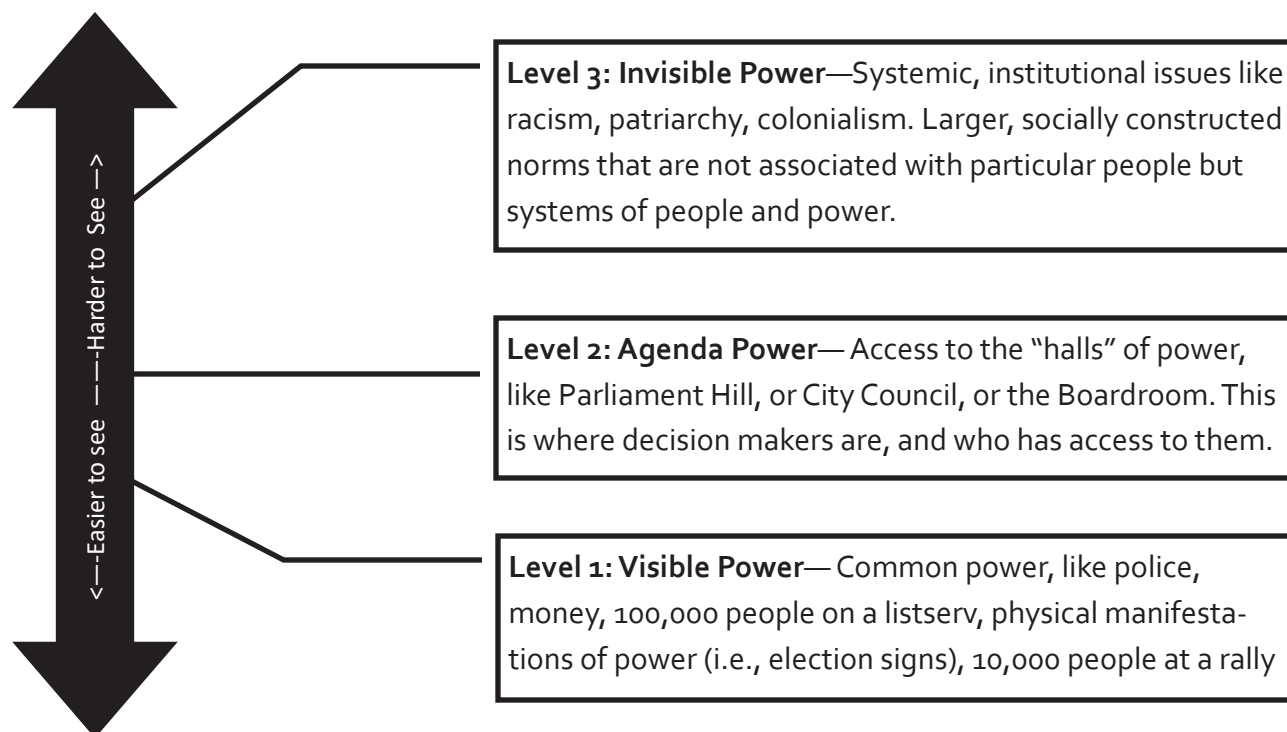 Level 3: Invisible Power—Systemic, institutional issues like
racism, patriarchy, colonialism. Larger, socially constructed
norms that are not associated with particular people but
systems of people and power.
<—-Easier to see ——-Harder to See —>
Level 2: Agenda Power— Access to the “halls” of power,
like Parliament Hill, or City Council, or the Boardroom. This
is where decision makers are, and who has access to them.
Level 1: Visible Power— Common power, like police,
money, 100,000 people on a listserv, physical manifesta-
tions of power (i.e., election signs), 10,000 people at a rally